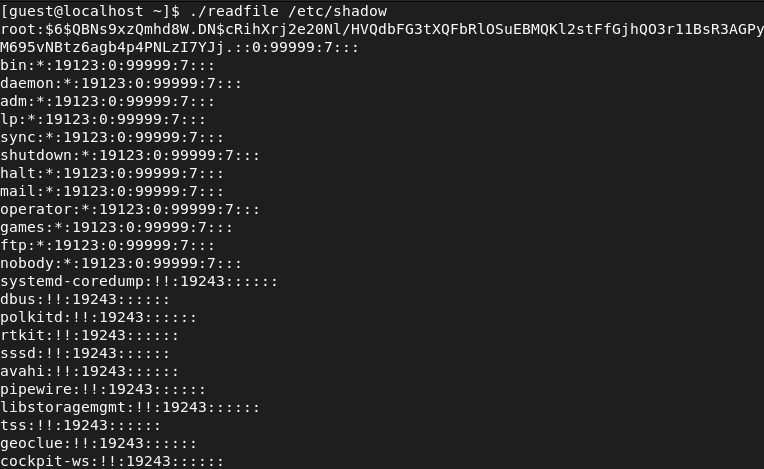 [guest@localhost ~]$ ./readfile /etc/shadow
root:$6$QBNs9xzQmhd8W.DN$cRihXrj2e20Nl/HVQdbFG3tXQFbRlOSuEBMQKl2stFfGjhQO3r11BsR3AGPy
M695vNBtz6agb4p4PNLzI7YJj.::0:99999:7:::
bin:*:19123:0:99999:7:::
daemon:*:19123:0:99999:7:::
adm:*:19123:0:99999:7:::
lp:*:19123:0:99999:7:::
sync:*:19123:0:99999:7:::
shutdown:*:19123:0:99999:7:::
halt:*:19123:0:99999:7:::
mail:*:19123:0:99999:7:::
operator:*:19123:0:99999:7:::
games:*:19123:0:99999:7:::
ftp:*:19123:0:99999:7:::
nobody:*:19123:0:99999:7:::
systemd-coredump:!!:19243::::::
dbus:!!:19243::::::
polkitd:!!:19243::::::
rtkit:!!:19243::::::
sssd:!!:19243::::::
avahi:!!:19243::::::
pipewire:!!:19243::::::
libstoragemgmt:!!:19243::::::
tss:!!:19243::::::
geoclue:!!:19243::::::
cockpit-ws:!!:19243::::::